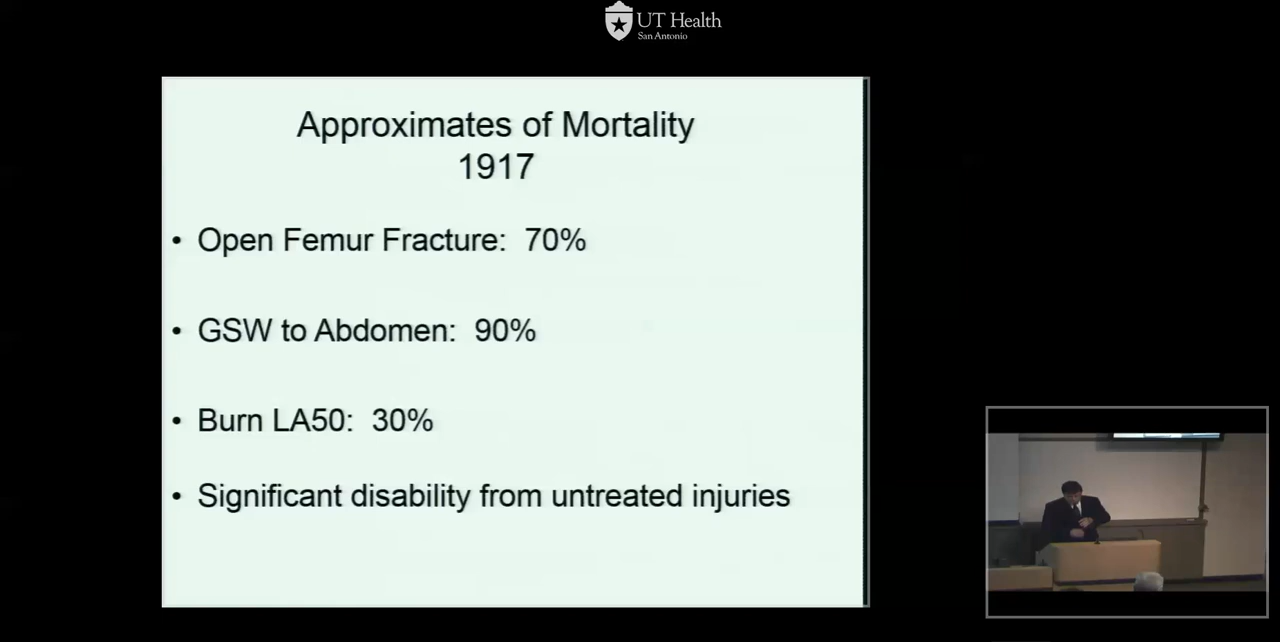 UT Health
San Antonio
Approximates of Mortality
1917
• Open Femur Fracture: 70%
• GSW to Abdomen: 90%
• Burn LA50: 30%
• Significant disability from untreated injuries